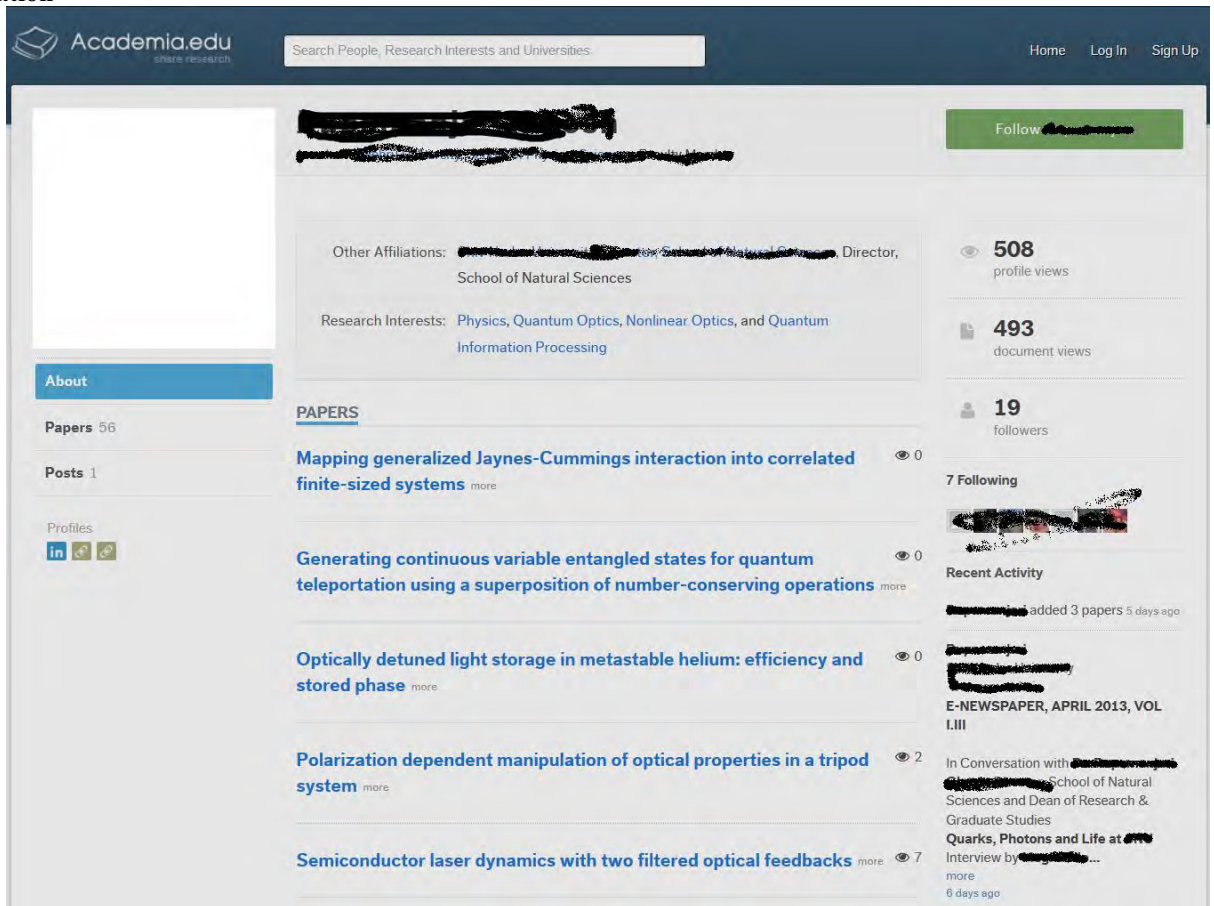 Academia.edu
share research
Search People, Research Interests and Universities
Home Log In Sign Up
Follow
Other Affiliations: , Director,
School of Natural Sciences
Research Interests: Physics, Quantum Optics, Nonlinear Optics, and Quantum
Information Processing
508
profile views
493
document views
19
followers
About
Papers 56
Posts 1
Profiles
in
PAPERS
Mapping generalized Jaynes-Cummings interaction into correlated 0
finite-sized systems more
Generating continuous variable entangled states for quantum 0
teleportation using a superposition of number-conserving operations more
Optically detuned light storage in metastable helium: efficiency and 0
stored phase more
Polarization dependent manipulation of optical properties in a tripod 2
system more
Semiconductor laser dynamics with two filtered optical feedbacks more 7
7 Following
Recent Activity
added 3 papers 5 days ago
E-NEWSPAPER, APRIL 2013, VOL
I.III
In Conversation with
School of Natural
Sciences and Dean of Research &
Graduate Studies
Quarks, Photons and Life at
Interview by ...
more
6 days ago